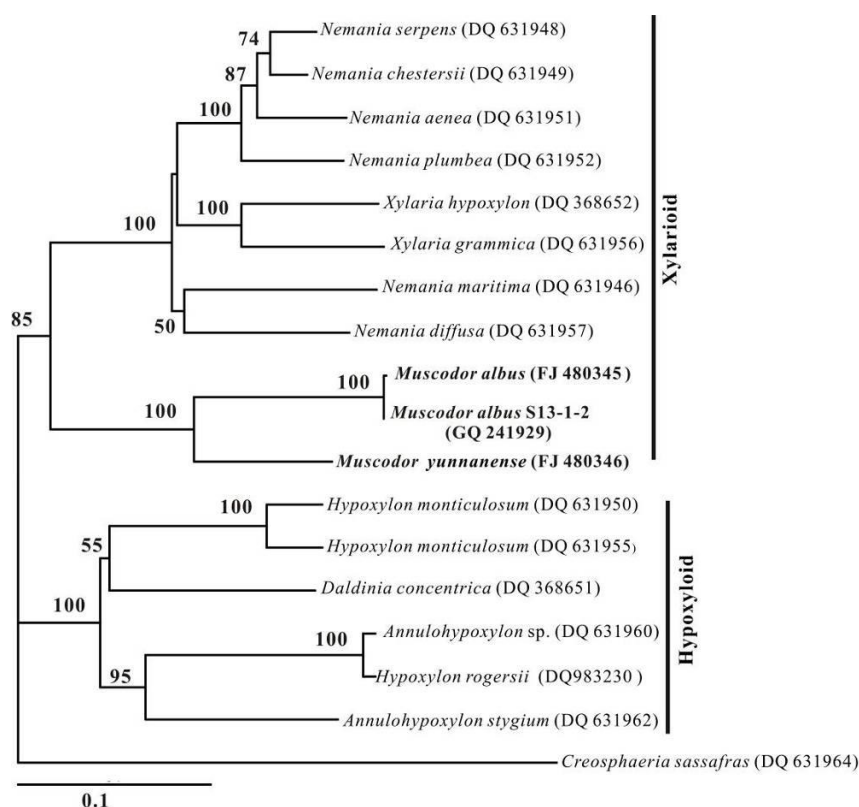 Nemania serpens (DQ 631948)
74
Nemania chestersii (DQ 631949)
87
Nemania aenea (DQ 631951)
100
Nemania plumbea (DQ 631952)
Xylaria hypoxylon (DQ 368652)
100
100
Xylaria grammica (DQ 631956)
Xylarioid
Nemania maritima (DQ 631946)
85
50
Nemania diffusa (DQ 631957)
Muscodor albus (FJ 480345)
100
Muscodor albus S13-1-2
100
(GQ 241929)
Muscodor yunnanense (FJ 480346)
Hypoxylon monticulosum (DQ 631950)
100
55
Hypoxylon monticulosum (DQ 631955)
Daldinia concentrica (DQ 368651)
Hypoxyloid
100
Annulohypoxylon sp. (DQ 631960)
100
95
Hypoxylon rogersii (DQ983230 )
Annulohypoxylon stygium (DQ 631962)
Creosphaeria sassafras (DQ 631964)
0.1